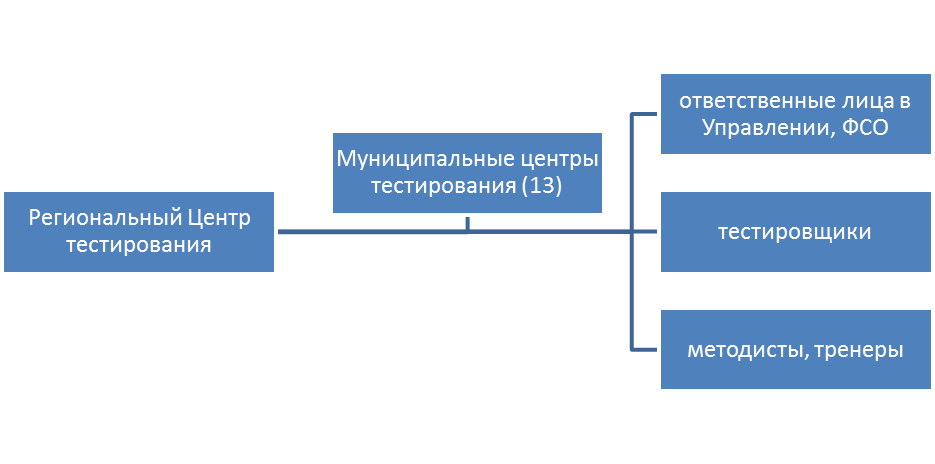 Региональный Центр
тестирования
Муниципальные центры
тестирования (13)
ответственные лица в
Управлении, ФСО
тестировщики
методисты, тренеры